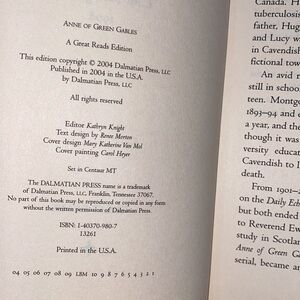 ANNE OF GREEN GABLES
A Great Reads Edition
This edition copyright © 2004 Dalmatian Press, LLC
Published in 2004 in the U.S.A.
by Dalmatian Press, LLC
All rights reserved
Editor Kathryn Knight
Text design by Renee Morton
Cover design Mary Katherine Van Mol
Cover painting Carol Heyer
Set in Centaur MT
The DALMATIAN PRESS name is a trademark
of Dalmatian Press, LLC, Franklin, Tennessee 37067.
No part of this book may be reproduced or copied in any form
without the written permission of Dalmatian Press.
ISBN: 1-40370-980-7
13261
Printed in the U.S.A.
04 05 06 07 08 09 LBM 10 9 8 7 6 5 4 3 2 1
Canada. H
tuberculosis
father, Hug
and Lucy w
in Cavendish
fictional tow
An avid r
still in school
teen. Montg
1893–94 and e
a year, and th
though it was
versity educat
Cavendish to l
death.
From 1901–
on the Daily Ech
but both ended
to Reverend Ew
study in Scotlan
Anne of Green Ga
serial, became an